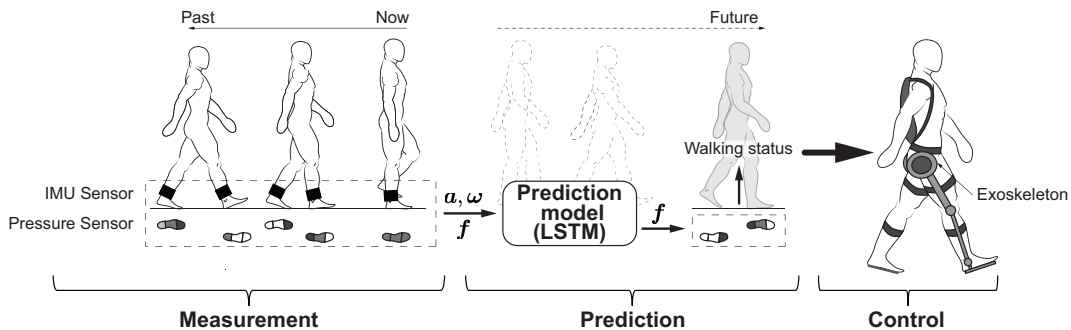 Past
Now
Future
IMU Sensor
Pressure Sensor
a, ω
f
Prediction
model
(LSTM)
f
Walking status
Exoskeleton
Measurement
Prediction
Control